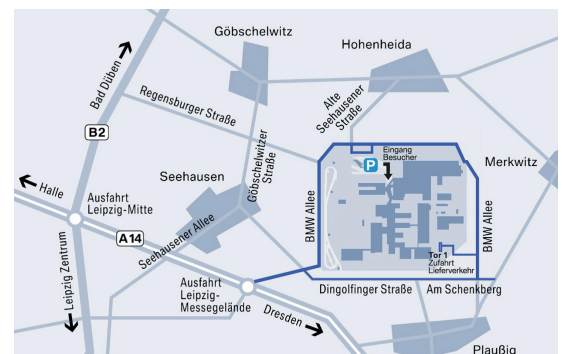 Göbschelwitz
Hohenheida
Bad Düben
Regensburger Straße
Alte
Seehausener
Straße
B2
Göbschelwitzer
Straße
Eingang
Besucher
P
Merkwitz
Seehausen
Halle
Ausfahrt
Leipzig-Mitte
BMW Allee
BMW Allee
A14
Seehausener Allee
Tor 1
Zufahrt
Lieferverkehr
Leipzig Zentrum
Ausfahrt
Leipzig-
Messegelände
Dingolfinger Straße
Am Schenkberg
Dresden
Plaußig